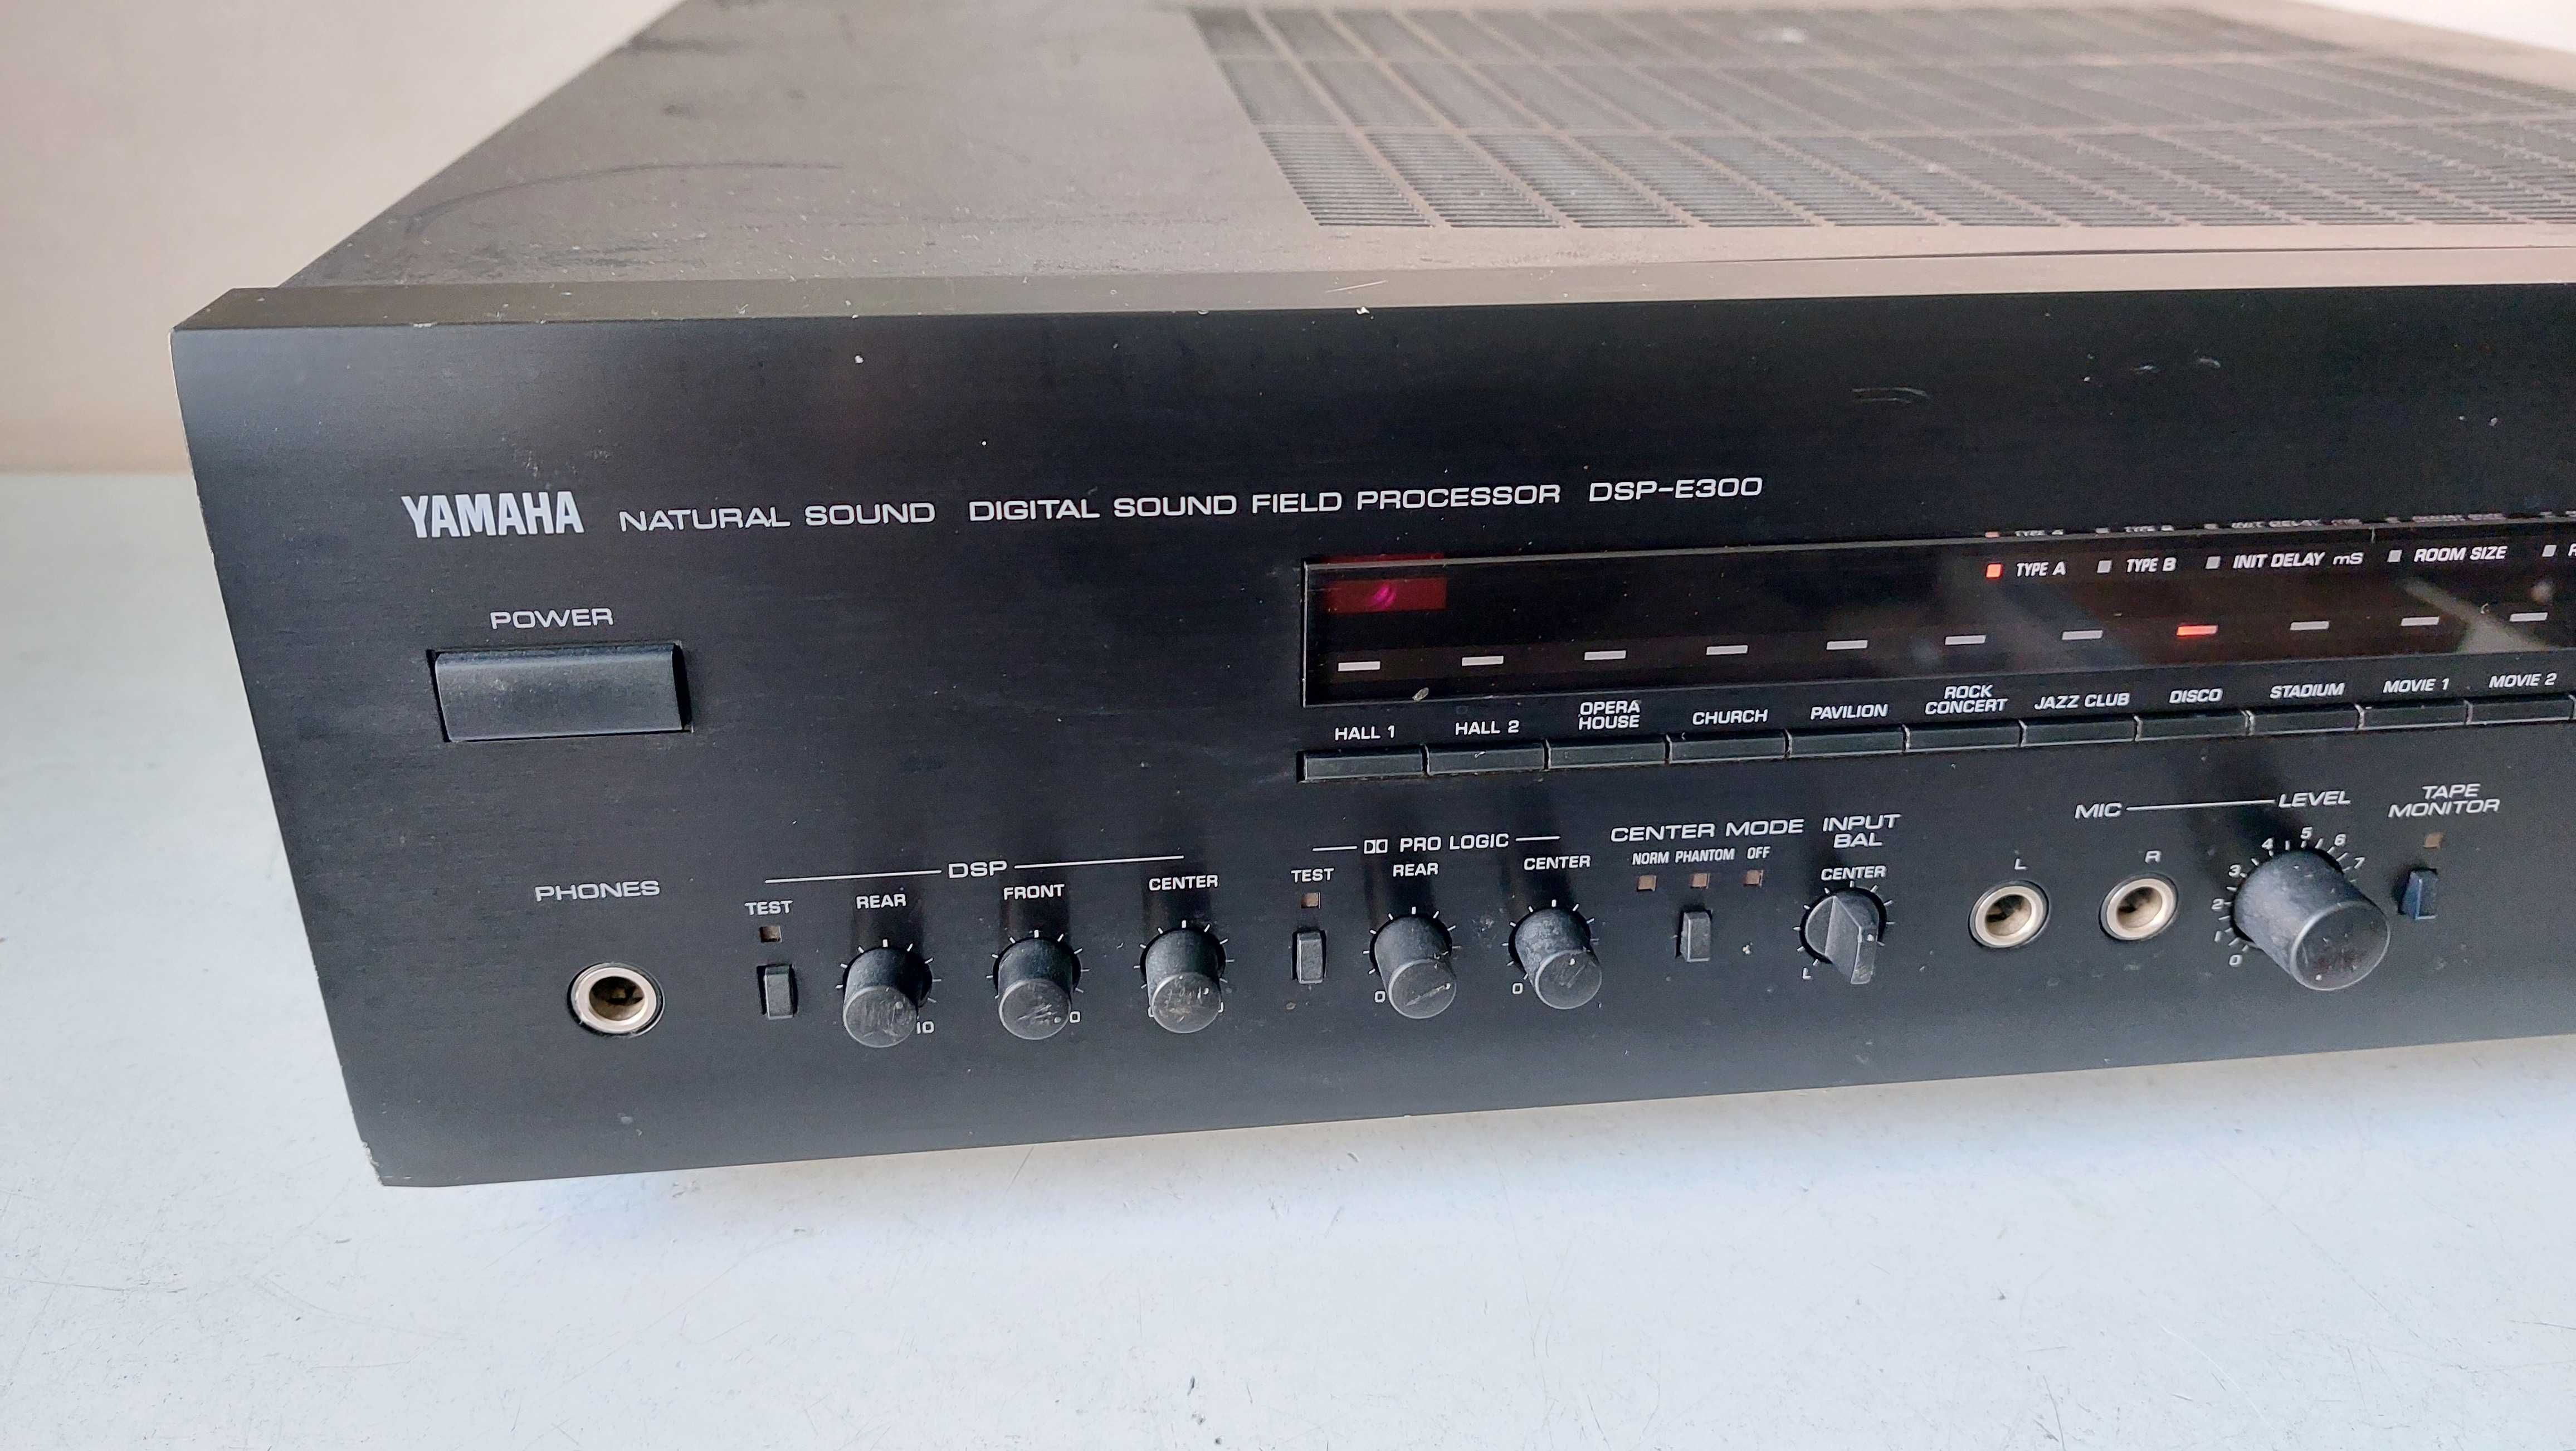 YAMAHA NATURAL SOUND DIGITAL SOUND FIELD PROCESSOR DSP-E300
TYPE A TYPE B INIT DELAY mS ROOM SIZE
POWER
HALL 1 HALL 2 OPERA HOUSE CHURCH PAVILION ROCK CONCERT JAZZ CLUB DISCO STADIUM MOVIE 1 MOVIE 2
PHONES
DSP
TEST REAR FRONT CENTER
10 0
PRO LOGIC
TEST REAR CENTER
0 0
CENTER MODE
NORM PHANTOM OFF
INPUT BAL
CENTER
L
MIC LEVEL
L R
0 1 2 3 4 5 6 7
TAPE MONITOR